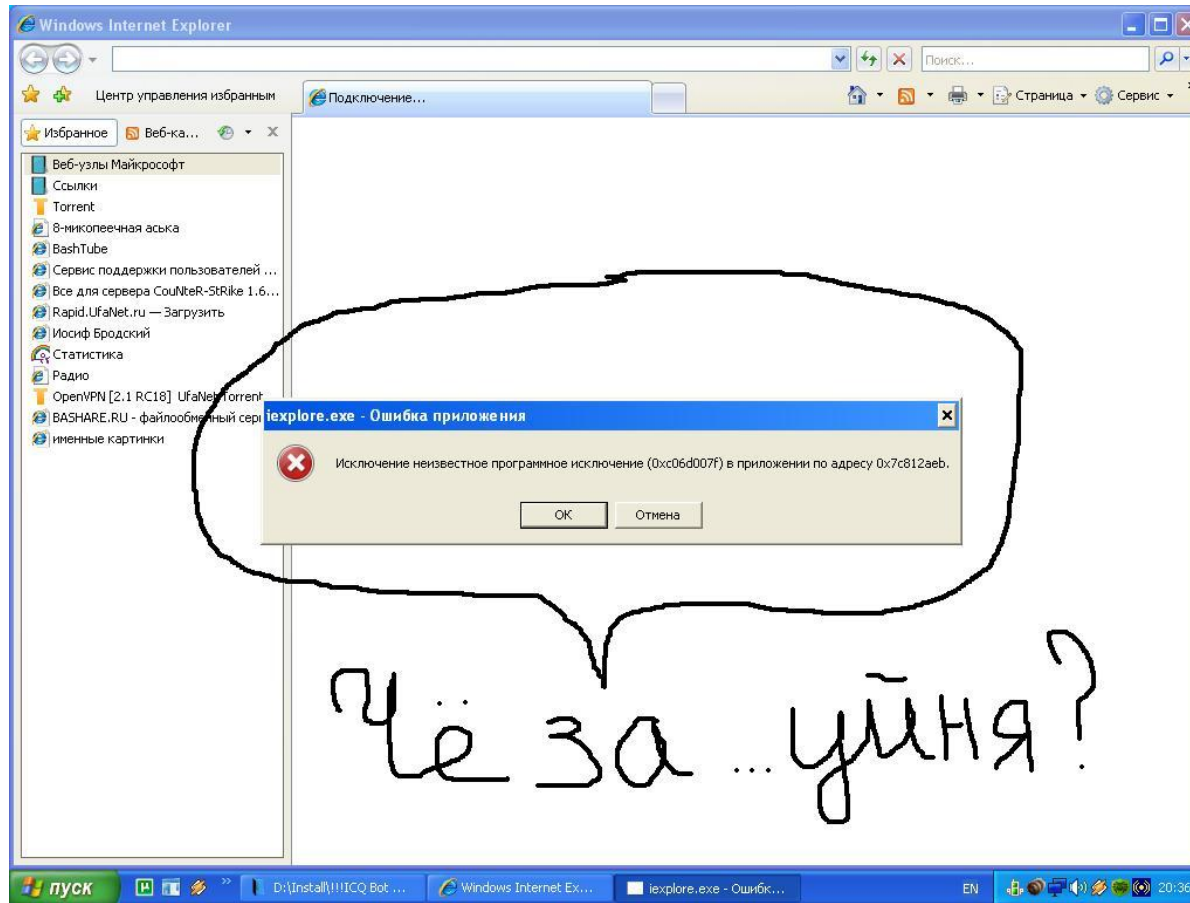 Windows Internet Explorer
Поиск...
Центр управления избранным
Подключение...
Страница
Сервис
Избранное
Веб-ка...
Веб-узлы Майкрософт
Ссылки
Torrent
8-микопеечная аська
BashTube
Сервис поддержки пользователей ...
Все для сервера CouNteR-StRike 1.6...
Rapid.UfaNet.ru — Загрузить
Иосиф Бродский
Статистика
Радио
OpenVPN [2.1 RC18] UfaNet Torrent
BASHARE.RU - файлообменный сер
именные картинки
iexplore.exe - Ошибка приложения
Исключение неизвестное программное исключение (0xc06d007f) в приложении по адресу 0x7c812aeb.
OK
Отмена
Чё за ...уйня?
пуск
D:\Install\!!!ICQ Bot ...
Windows Internet Ex...
iexplore.exe - Ошибк...
EN
20:36